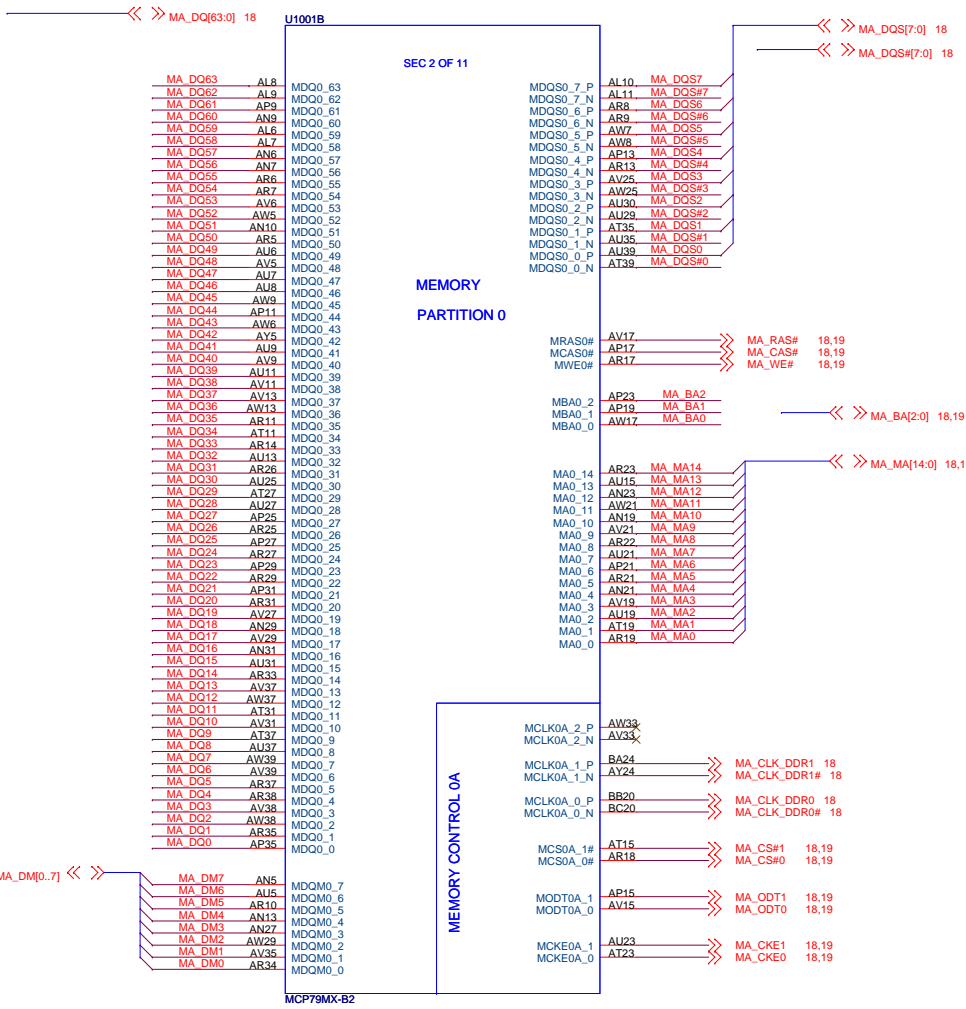 MA_DQ[63:0] 18
U1001B
SEC 2 OF 11
MA_DQ63 AL8 MDQ0_63
MA_DQ62 AL9 MDQ0_62
MA_DQ61 AP9 MDQ0_61
MA_DQ60 AN9 MDQ0_60
MA_DQ59 AL6 MDQ0_59
MA_DQ58 AL7 MDQ0_58
MA_DQ57 AN6 MDQ0_57
MA_DQ56 AN7 MDQ0_56
MA_DQ55 AR6 MDQ0_55
MA_DQ54 AR7 MDQ0_54
MA_DQ53 AV6 MDQ0_53
MA_DQ52 AW5 MDQ0_52
MA_DQ51 AN10 MDQ0_51
MA_DQ50 AR5 MDQ0_50
MA_DQ49 AU6 MDQ0_49
MA_DQ48 AV5 MDQ0_48
MA_DQ47 AU7 MDQ0_47
MA_DQ46 AU8 MDQ0_46
MA_DQ45 AW9 MDQ0_45
MA_DQ44 AP11 MDQ0_44
MA_DQ43 AW6 MDQ0_43
MA_DQ42 AY5 MDQ0_42
MA_DQ41 AU9 MDQ0_41
MA_DQ40 AV9 MDQ0_40
MA_DQ39 AU11 MDQ0_39
MA_DQ38 AV11 MDQ0_38
MA_DQ37 AV13 MDQ0_37
MA_DQ36 AW13 MDQ0_36
MA_DQ35 AR11 MDQ0_35
MA_DQ34 AT11 MDQ0_34
MA_DQ33 AR14 MDQ0_33
MA_DQ32 AU13 MDQ0_32
MA_DQ31 AR26 MDQ0_31
MA_DQ30 AU25 MDQ0_30
MA_DQ29 AT27 MDQ0_29
MA_DQ28 AU27 MDQ0_28
MA_DQ27 AP25 MDQ0_27
MA_DQ26 AR25 MDQ0_26
MA_DQ25 AP27 MDQ0_25
MA_DQ24 AR27 MDQ0_24
MA_DQ23 AP29 MDQ0_23
MA_DQ22 AR29 MDQ0_22
MA_DQ21 AP31 MDQ0_21
MA_DQ20 AR31 MDQ0_20
MA_DQ19 AV27 MDQ0_19
MA_DQ18 AN29 MDQ0_18
MA_DQ17 AV29 MDQ0_17
MA_DQ16 AN31 MDQ0_16
MA_DQ15 AU31 MDQ0_15
MA_DQ14 AR33 MDQ0_14
MA_DQ13 AV37 MDQ0_13
MA_DQ12 AW37 MDQ0_12
MA_DQ11 AT31 MDQ0_11
MA_DQ10 AV31 MDQ0_10
MA_DQ9 AT37 MDQ0_9
MA_DQ8 AU37 MDQ0_8
MA_DQ7 AW39 MDQ0_7
MA_DQ6 AV39 MDQ0_6
MA_DQ5 AR37 MDQ0_5
MA_DQ4 AR38 MDQ0_4
MA_DQ3 AV38 MDQ0_3
MA_DQ2 AW38 MDQ0_2
MA_DQ1 AR35 MDQ0_1
MA_DQ0 AP35 MDQ0_0
MA_DM[0..7]
MA_DM7 AN5 MDQM0_7
MA_DM6 AU5 MDQM0_6
MA_DM5 AR10 MDQM0_5
MA_DM4 AN13 MDQM0_4
MA_DM3 AN27 MDQM0_3
MA_DM2 AW29 MDQM0_2
MA_DM1 AV35 MDQM0_1
MA_DM0 AR34 MDQM0_0
MEMORY
PARTITION 0
MEMORY CONTROL 0A
MA_DQS[7:0] 18
MA_DQS#[7:0] 18
MDQS0_7_P AL10 MA_DQS7
MDQS0_7_N AL11 MA_DQS#7
MDQS0_6_P AR8 MA_DQS6
MDQS0_6_N AR9 MA_DQS#6
MDQS0_5_P AW7 MA_DQS5
MDQS0_5_N AW8 MA_DQS#5
MDQS0_4_P AP13 MA_DQS4
MDQS0_4_N AR13 MA_DQS#4
MDQS0_3_P AV25 MA_DQS3
MDQS0_3_N AW25 MA_DQS#3
MDQS0_2_P AU30 MA_DQS2
MDQS0_2_N AU29 MA_DQS#2
MDQS0_1_P AT35 MA_DQS1
MDQS0_1_N AU35 MA_DQS#1
MDQS0_0_P AU39 MA_DQS0
MDQS0_0_N AT39 MA_DQS#0
MRAS0# AV17 MA_RAS# 18,19
MCAS0# AP17 MA_CAS# 18,19
MWE0# AR17 MA_WE# 18,19
MBA0_2 AP23 MA_BA2
MBA0_1 AP19 MA_BA1
MBA0_0 AW17 MA_BA0
MA_BA[2:0] 18,19
MA_MA[14:0] 18,1
MA0_14 AR23 MA_MA14
MA0_13 AU15 MA_MA13
MA0_12 AN23 MA_MA12
MA0_11 AW21 MA_MA11
MA0_10 AN19 MA_MA10
MA0_9 AV21 MA_MA9
MA0_8 AR22 MA_MA8
MA0_7 AU21 MA_MA7
MA0_6 AP21 MA_MA6
MA0_5 AR21 MA_MA5
MA0_4 AN21 MA_MA4
MA0_3 AV19 MA_MA3
MA0_2 AU19 MA_MA2
MA0_1 AT19 MA_MA1
MA0_0 AR19 MA_MA0
MCLK0A_2_P AW33
MCLK0A_2_N AV33
MCLK0A_1_P BA24 MA_CLK_DDR1 18
MCLK0A_1_N AY24 MA_CLK_DDR1# 18
MCLK0A_0_P BB20 MA_CLK_DDR0 18
MCLK0A_0_N BC20 MA_CLK_DDR0# 18
MCS0A_1# AT15 MA_CS#1 18,19
MCS0A_0# AR18 MA_CS#0 18,19
MODT0A_1 AP15 MA_ODT1 18,19
MODT0A_0 AV15 MA_ODT0 18,19
MCKE0A_1 AU23 MA_CKE1 18,19
MCKE0A_0 AT23 MA_CKE0 18,19
MCP79MX-B2